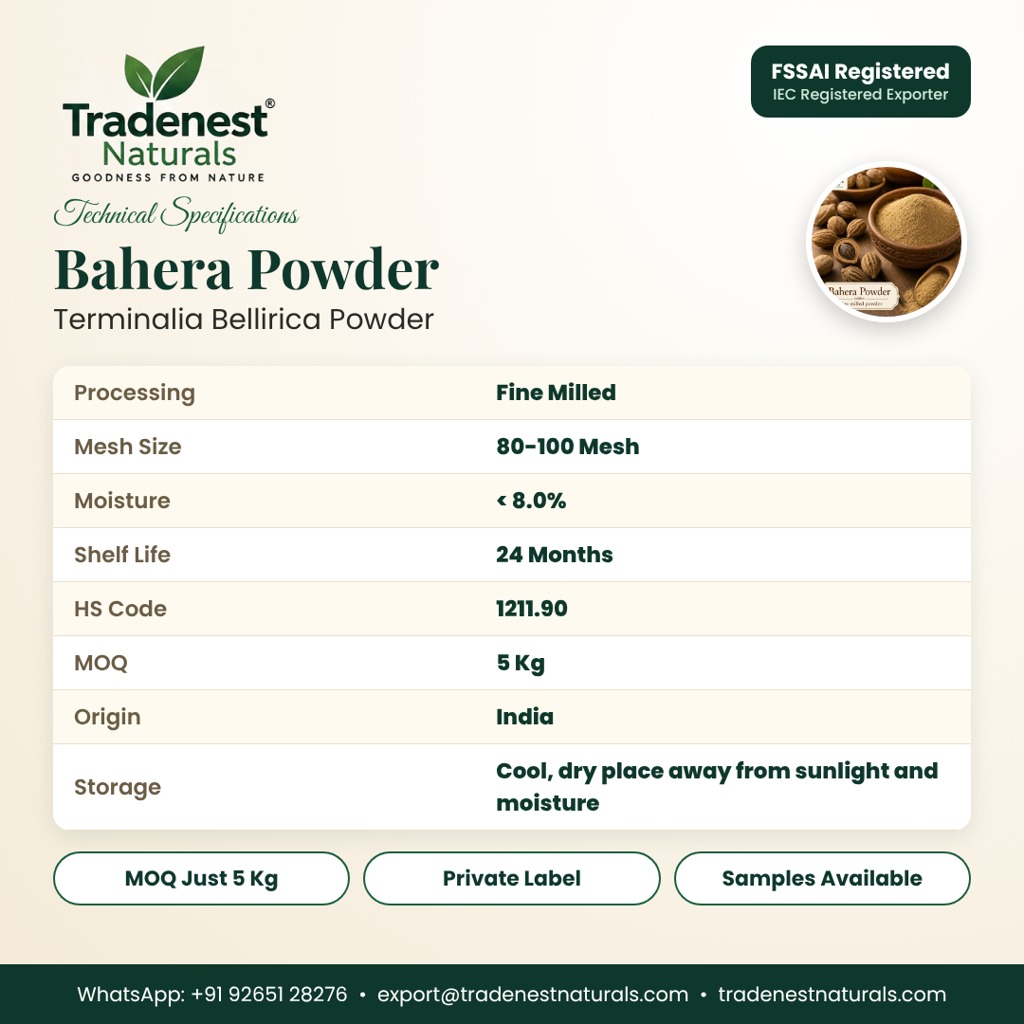 Tradenest®
Naturals
GOODNESS FROM NATURE
FSSAI Registered
IEC Registered Exporter
Technical Specifications
Bahera Powder
Terminalia Bellirica Powder
Bahera Powder
milled powder
Processing Fine Milled
Mesh Size 80-100 Mesh
Moisture < 8.0%
Shelf Life 24 Months
HS Code 1211.90
MOQ 5 Kg
Origin India
Storage Cool, dry place away from sunlight and
moisture
MOQ Just 5 Kg
Private Label
Samples Available
WhatsApp: +91 92651 28276 • export@tradenestnaturals.com • tradenestnaturals.com